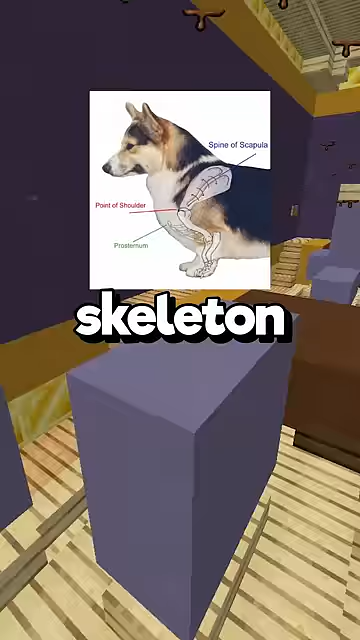 Spine of Scapula
Point of Shoulder
Prosternum
skeleton